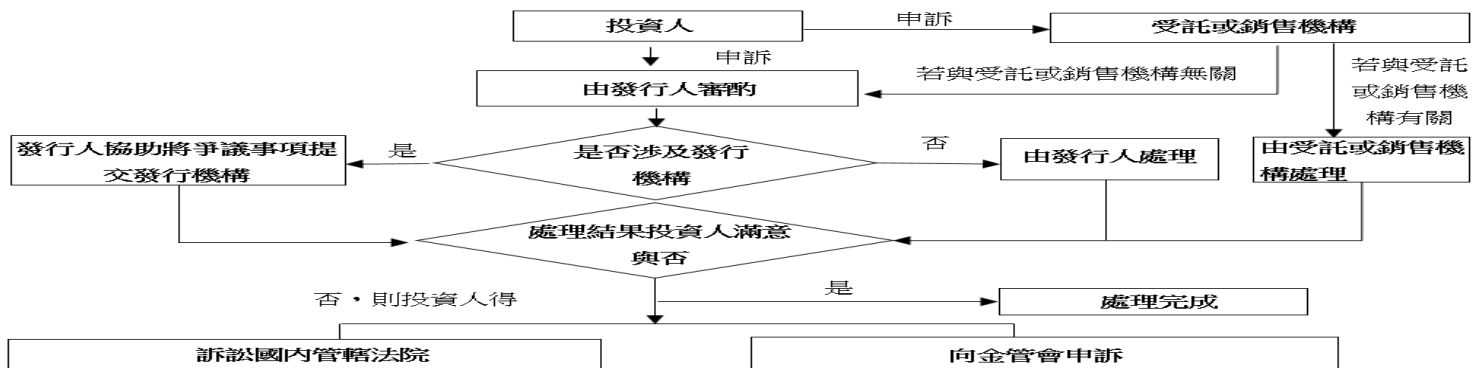 投資人
申訴
受託或銷售機構
申訴
若與受託或銷售機構無關
若與受託
或銷售機
構有關
由發行人審酌
發行人協助將爭議事項提
交發行機構
是
是否涉及發行
機構
否
由發行人處理
由受託或銷售機
構處理
處理結果投資人滿意
與否
否，則投資人得
是
處理完成
訴訟國內管轄法院
向金管會申訴